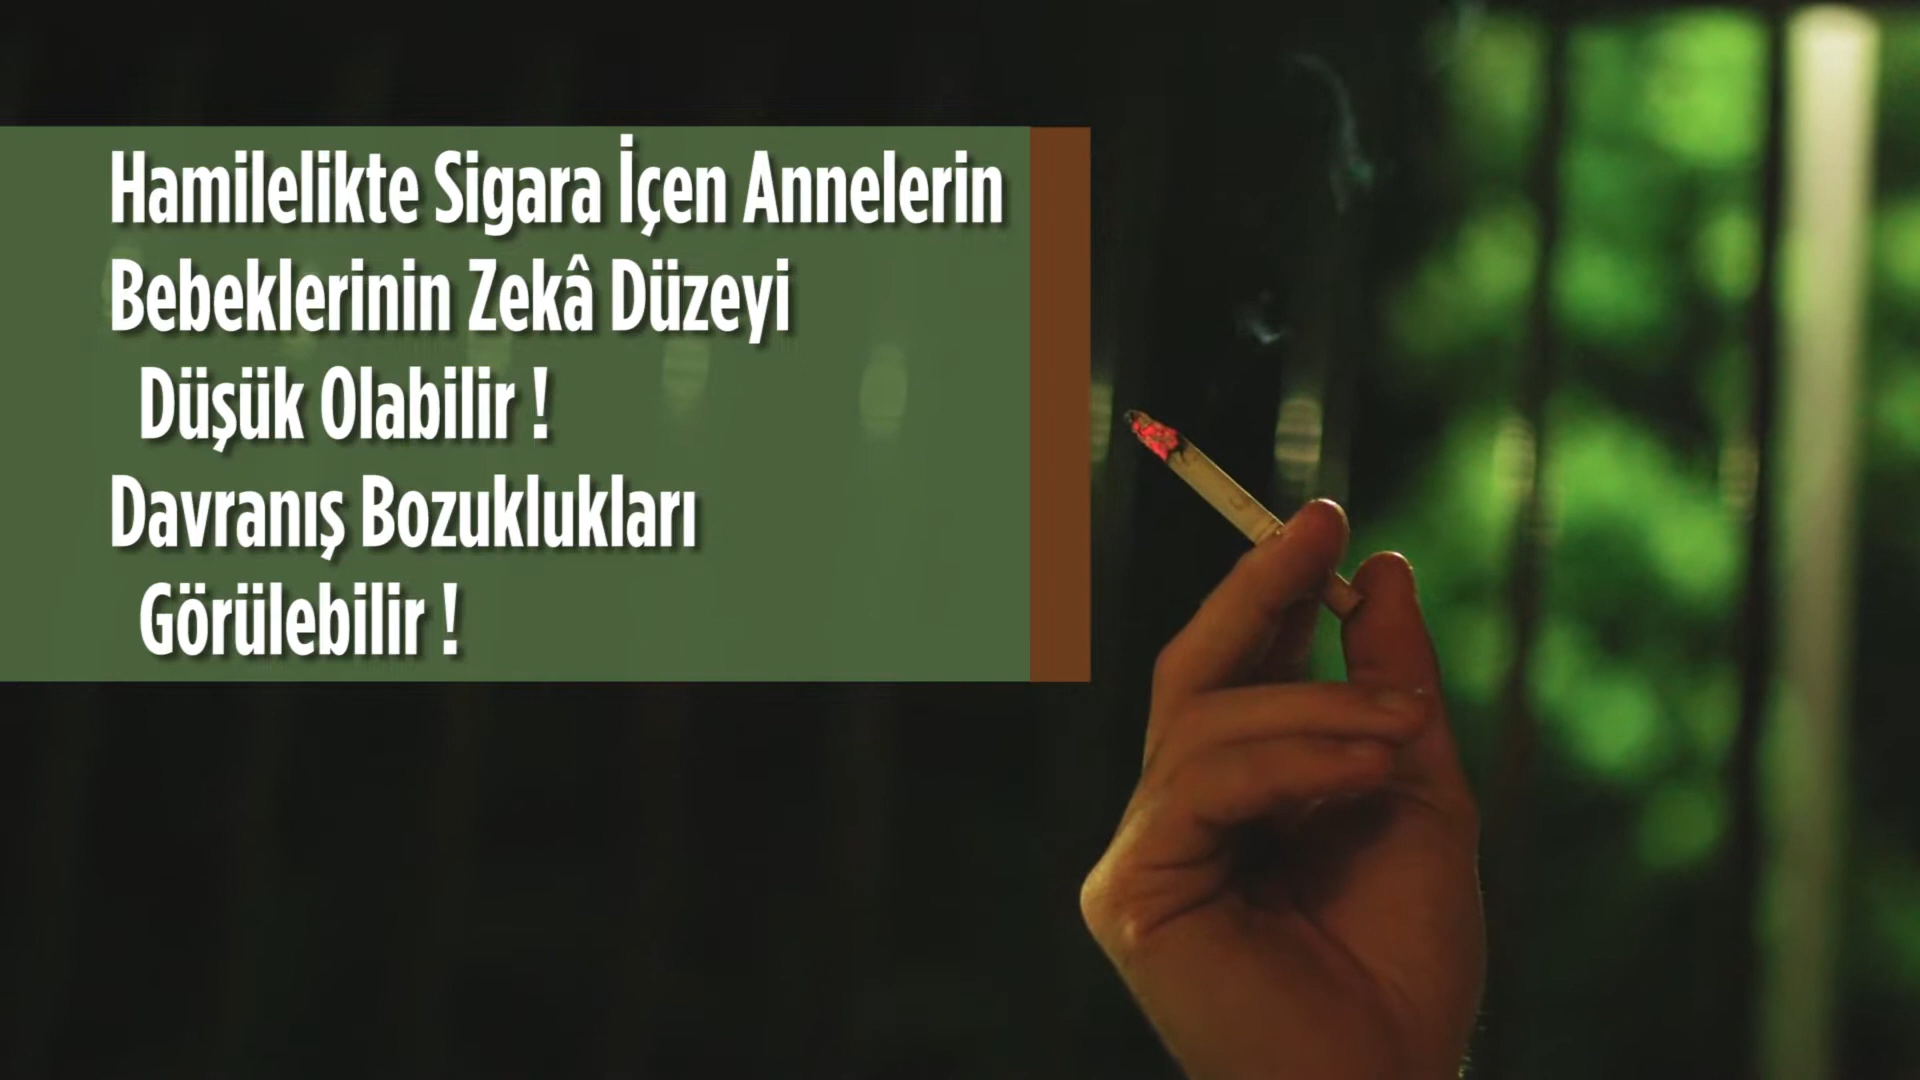 Hamilelikte Sigara İçen Annelerin
Bebeklerinin Zekâ Düzeyi
Düşük Olabilir !
Davranış Bozuklukları
Görülebilir !